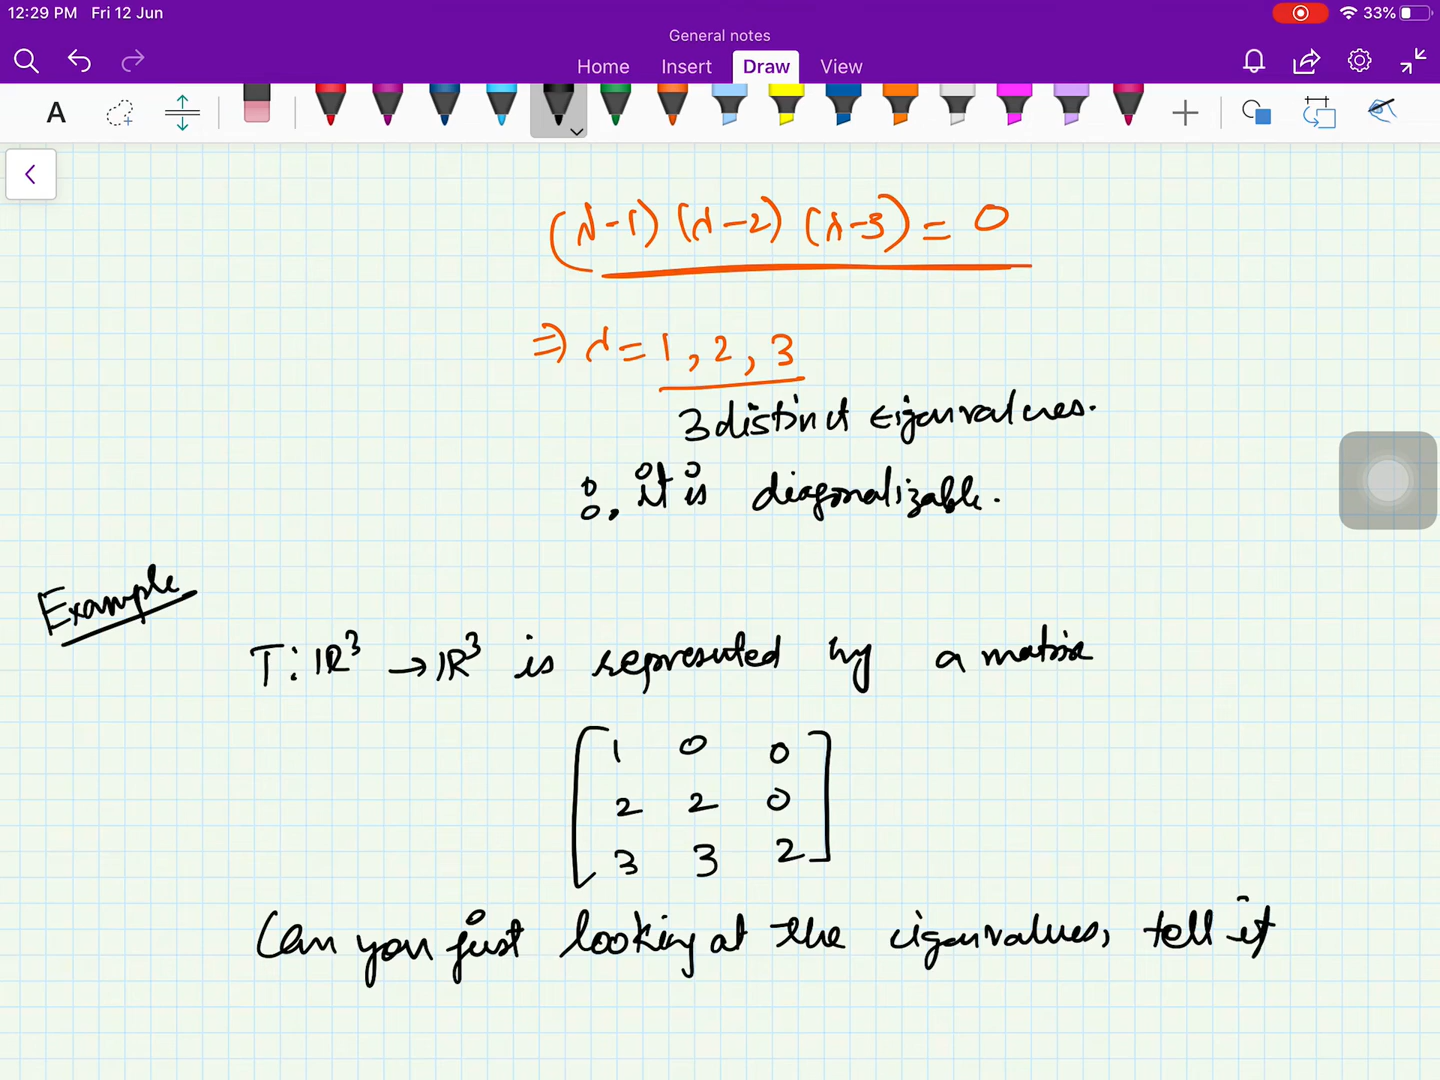 12:29 PM Fri 12 Jun
33%
General notes
Home Insert Draw View
A
(λ-1) (λ-2) (λ-3) = 0
⇒ λ = 1, 2, 3
3 distinct Eigenvalues.
∴, it is diagonalizable.
Example
T: ℝ³ → ℝ³ is represented by a matrix
1 0 0
2 2 0
3 3 2
Can you just looking at the eigenvalues, tell if